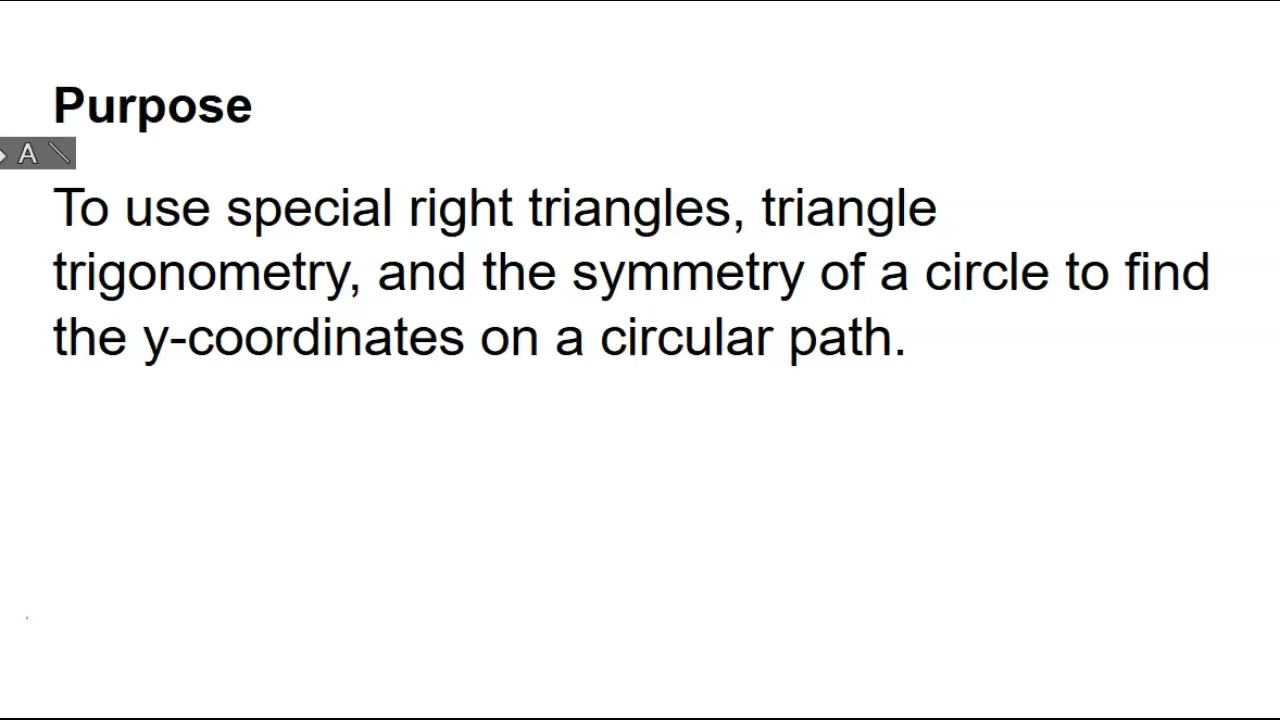 Purpose
A
To use special right triangles, triangle
trigonometry, and the symmetry of a circle to find
the y-coordinates on a circular path.